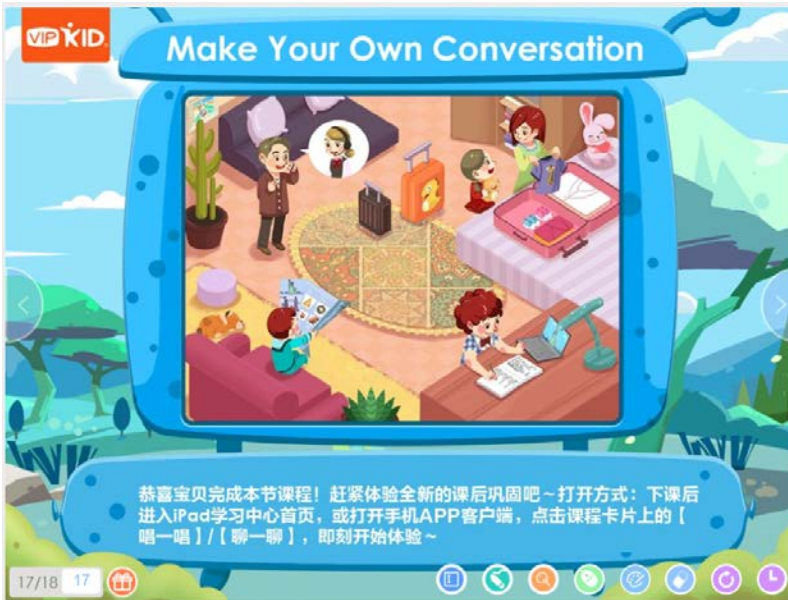 VIPKID
Make Your Own Conversation
恭喜宝贝完成本节课程！赶紧体验全新的课后巩固吧～打开方式：下课后
进入iPad学习中心首页，或打开手机APP客户端，点击课程卡片上的【
唱一唱】/【聊一聊】，即刻开始体验～
17/18 17